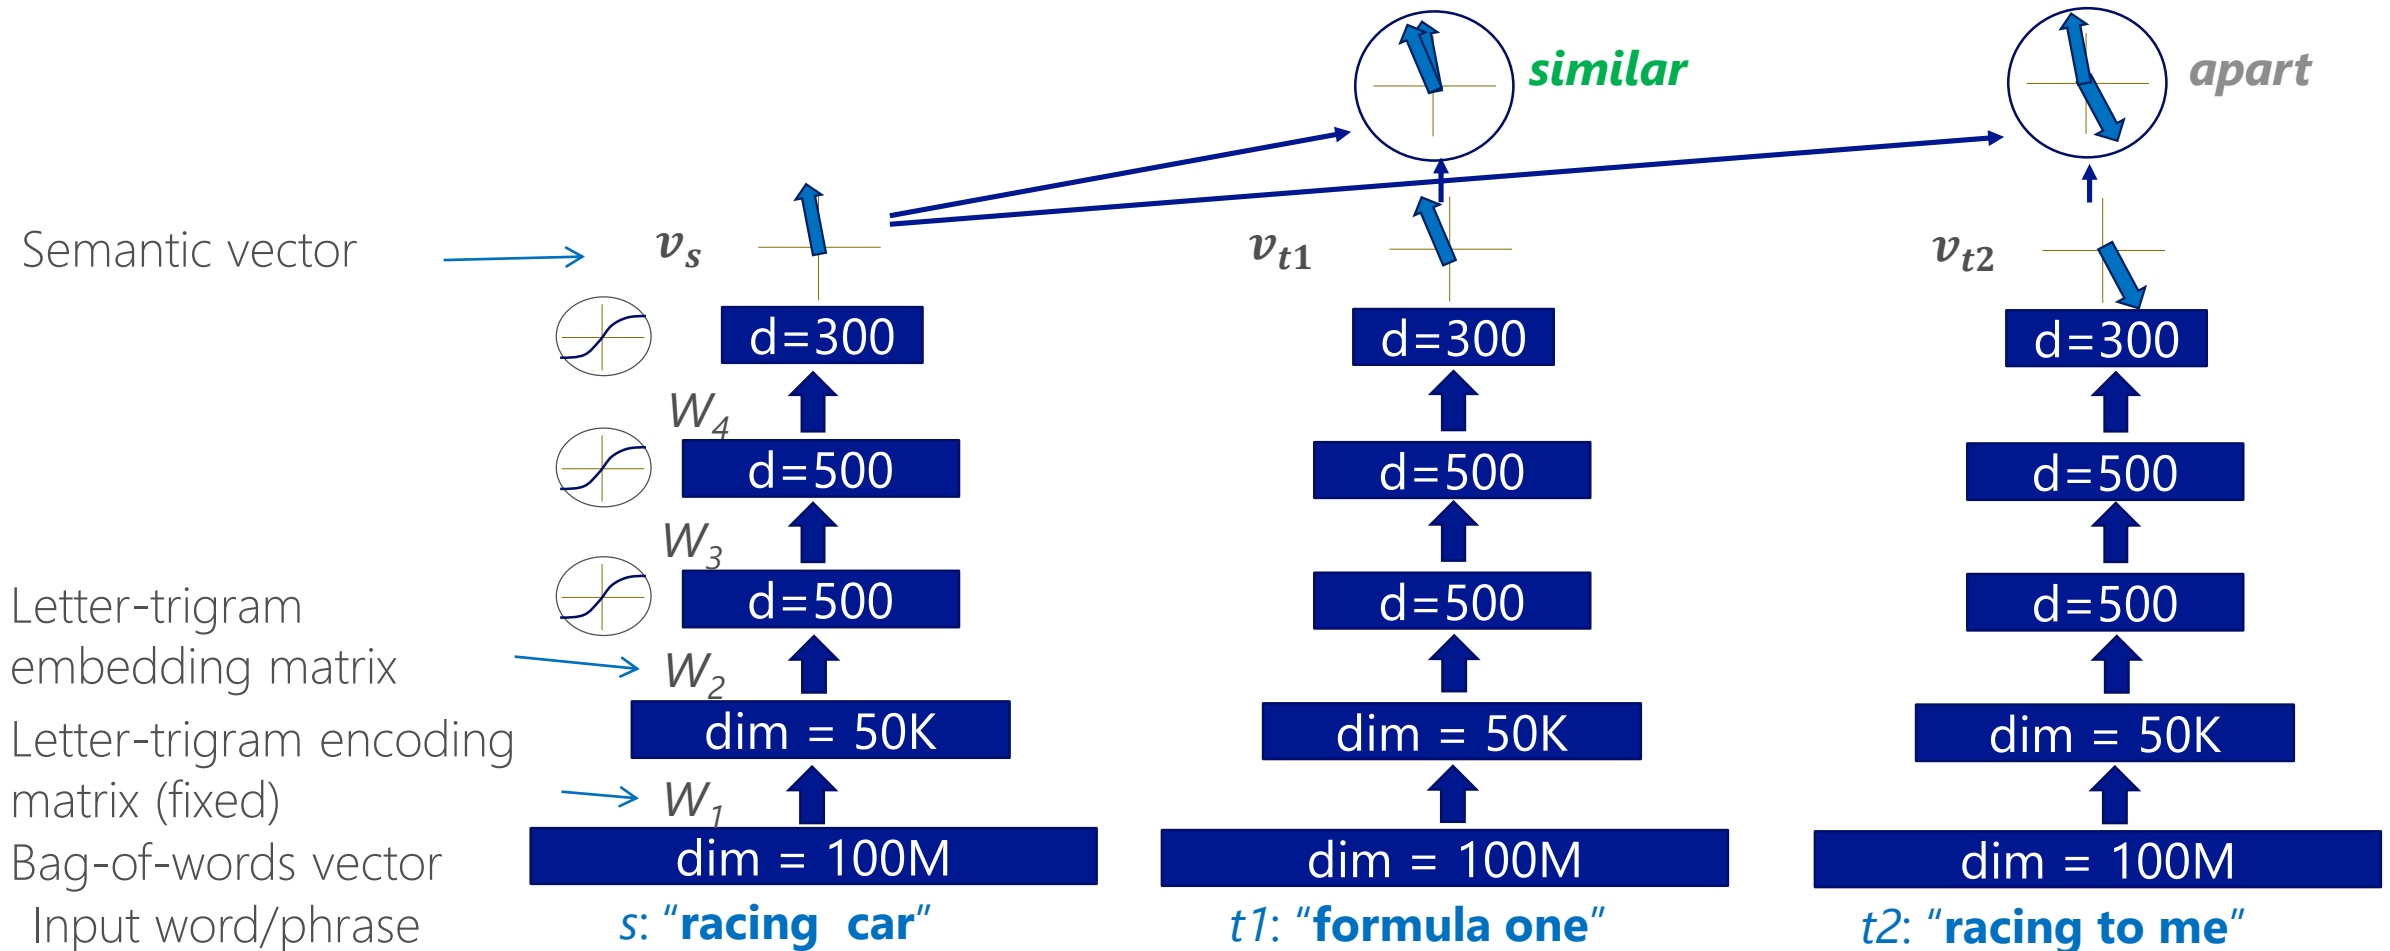 similar
apart
Semantic vector
v_s
v_t1
v_t2
d=300
d=300
d=300
W_4
d=500
d=500
d=500
W_3
d=500
d=500
d=500
Letter-trigram
embedding matrix
W_2
dim = 50K
dim = 50K
dim = 50K
Letter-trigram encoding
matrix (fixed)
W_1
dim = 100M
dim = 100M
dim = 100M
Bag-of-words vector
Input word/phrase
s: “racing car”
t1: “formula one”
t2: “racing to me”